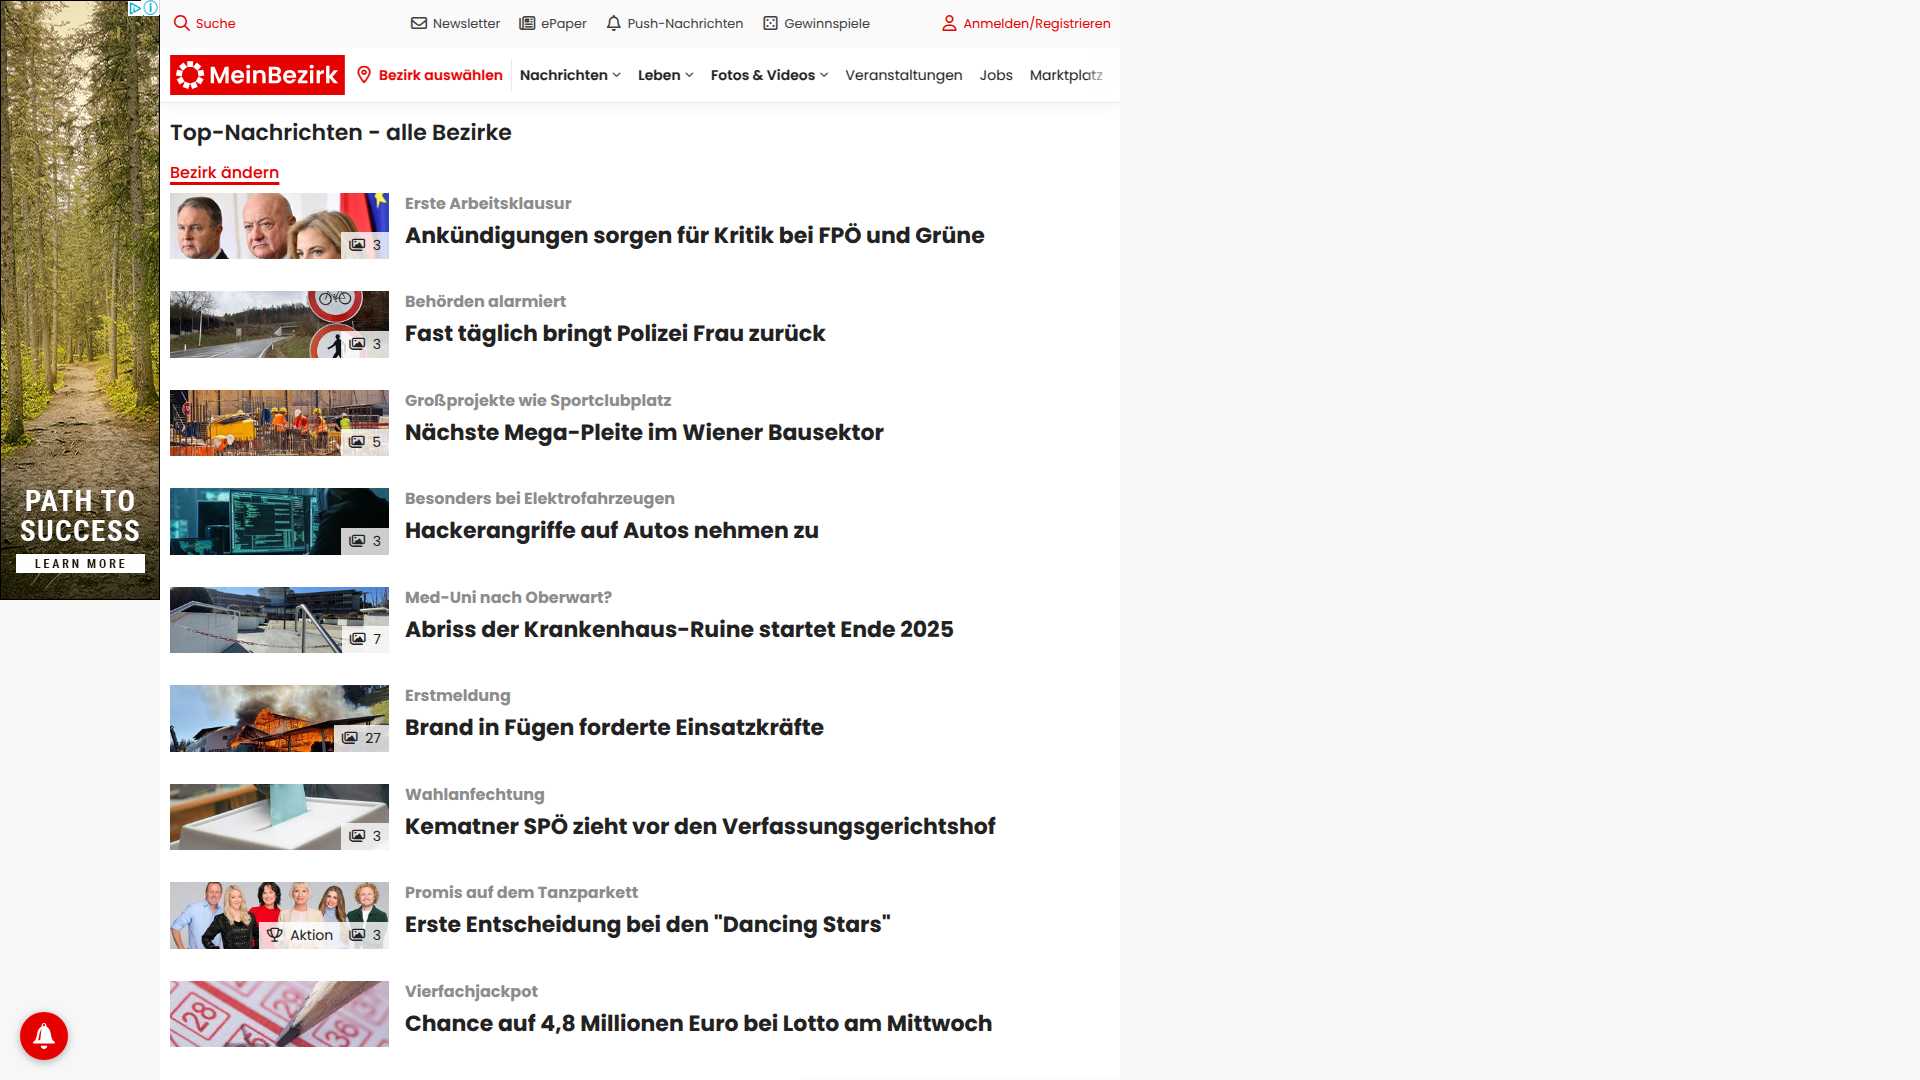 Suche
Newsletter
ePaper
Push-Nachrichten
Gewinnspiele
Anmelden/Registrieren
MeinBezirk
Bezirk auswählen
Nachrichten
Leben
Fotos & Videos
Veranstaltungen
Jobs
Marktplatz
Top-Nachrichten - alle Bezirke
Bezirk ändern
3
Erste Arbeitsklausur
Ankündigungen sorgen für Kritik bei FPÖ und Grüne
3
Behörden alarmiert
Fast täglich bringt Polizei Frau zurück
5
Großprojekte wie Sportclubplatz
Nächste Mega-Pleite im Wiener Bausektor
3
Besonders bei Elektrofahrzeugen
Hackerangriffe auf Autos nehmen zu
7
Med-Uni nach Oberwart?
Abriss der Krankenhaus-Ruine startet Ende 2025
27
Erstmeldung
Brand in Fügen forderte Einsatzkräfte
3
Wahlanfechtung
Kematner SPÖ zieht vor den Verfassungsgerichtshof
Aktion
3
Promis auf dem Tanzparkett
Erste Entscheidung bei den "Dancing Stars"
28
29
36
Vierfachjackpot
Chance auf 4,8 Millionen Euro bei Lotto am Mittwoch
PATH TO
SUCCESS
LEARN MORE